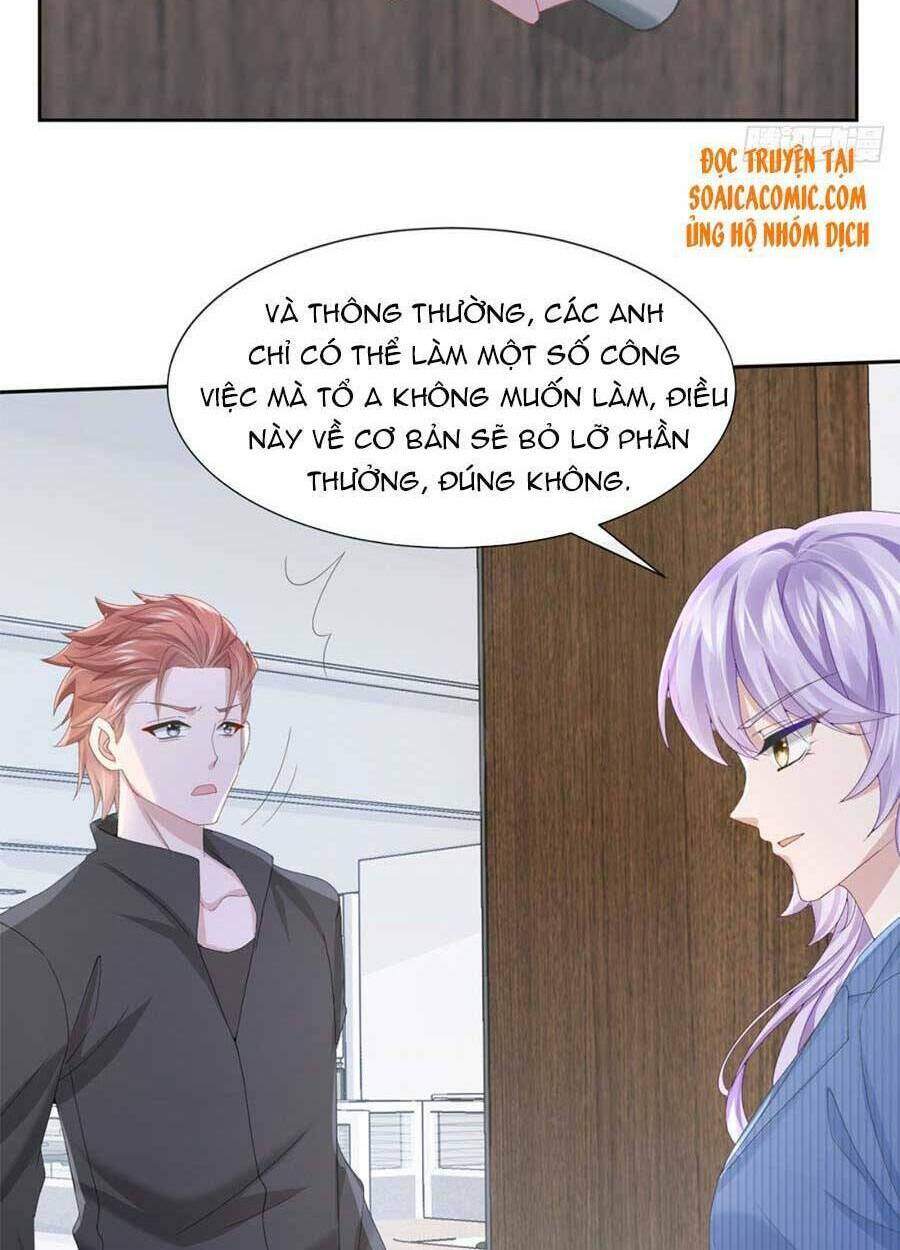 ĐỌC TRUYỆN TẠI
SOAICACOMIC.COM
ỦNG HỘ NHÓM DỊCH
VÀ THÔNG THƯỜNG, CÁC ANH
CHỈ CÓ THỂ LÀM MỘT SỐ CÔNG
VIỆC MÀ TỔ A KHÔNG MUỐN LÀM, ĐIỀU
NÀY VỀ CƠ BẢN SẼ BỎ LỠ PHẦN
THƯỞNG, ĐÚNG KHÔNG.